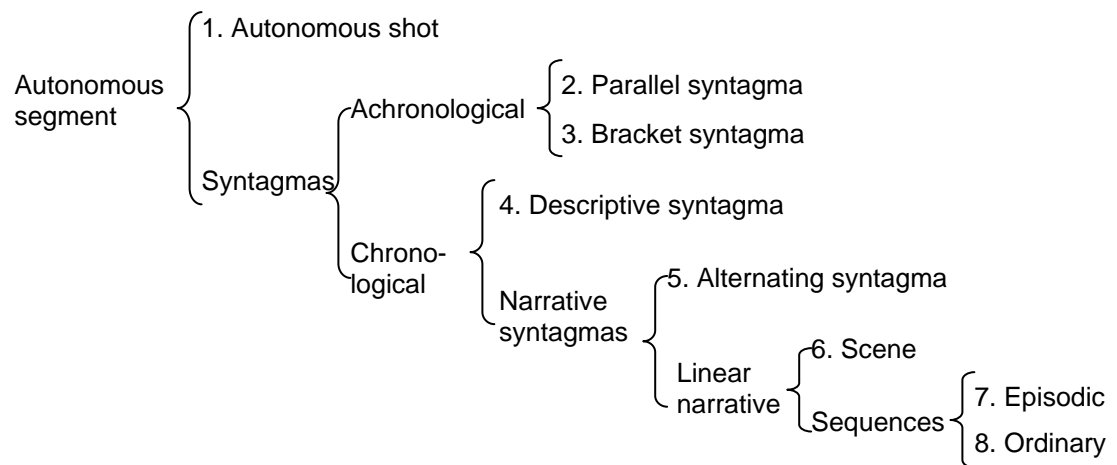 1. Autonomous shot
Autonomous
segment
2. Parallel syntagma
Achronological
3. Bracket syntagma
Syntagmas
4. Descriptive syntagma
Chrono-
logical
5. Alternating syntagma
Narrative
syntagmas
6. Scene
Linear
narrative
7. Episodic
Sequences
8. Ordinary